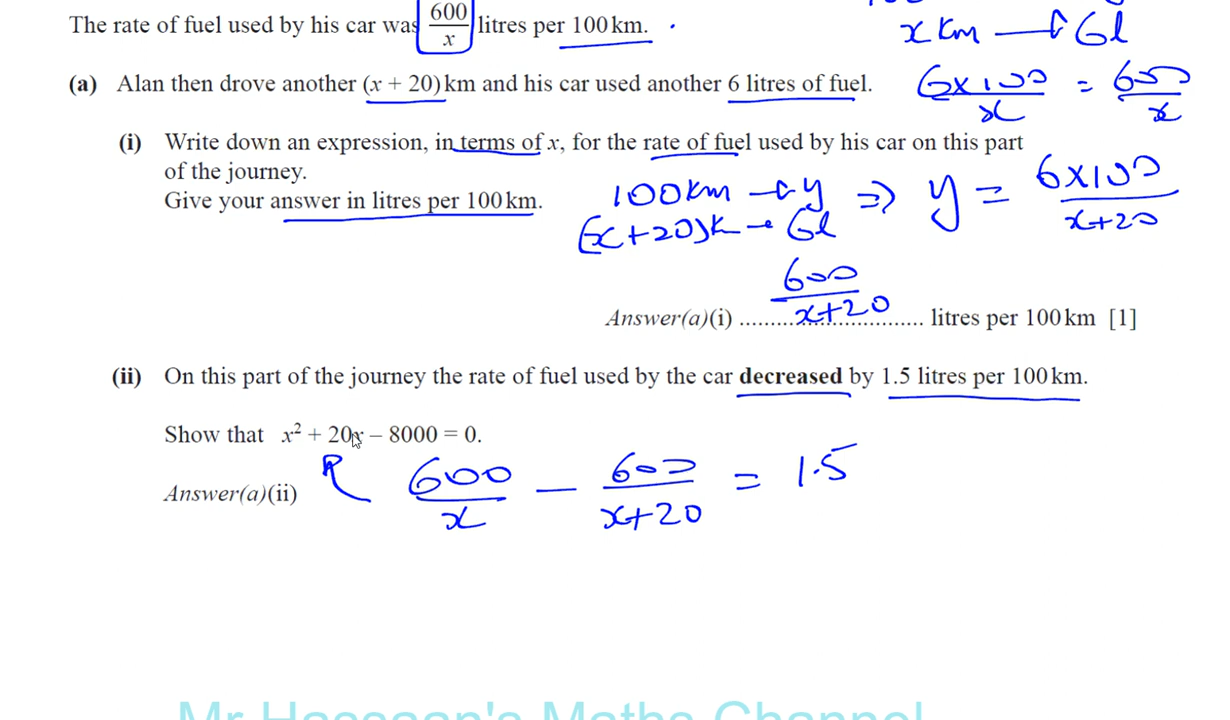 The rate of fuel used by his car was 600/x litres per 100 km.
x km → 6l
(a) Alan then drove another (x + 20) km and his car used another 6 litres of fuel.
6x100/x = 600/x
(i) Write down an expression, in terms of x, for the rate of fuel used by his car on this part
of the journey.
Give your answer in litres per 100 km.
100km → y ⇒ y = 6x100/x+20
(x+20)k → 6l
600/x+20
Answer(a)(i) .................................. litres per 100 km [1]
(ii) On this part of the journey the rate of fuel used by the car decreased by 1.5 litres per 100 km.
Show that x² + 20x – 8000 = 0.
Answer(a)(ii)
600/x − 600/x+20 = 1.5